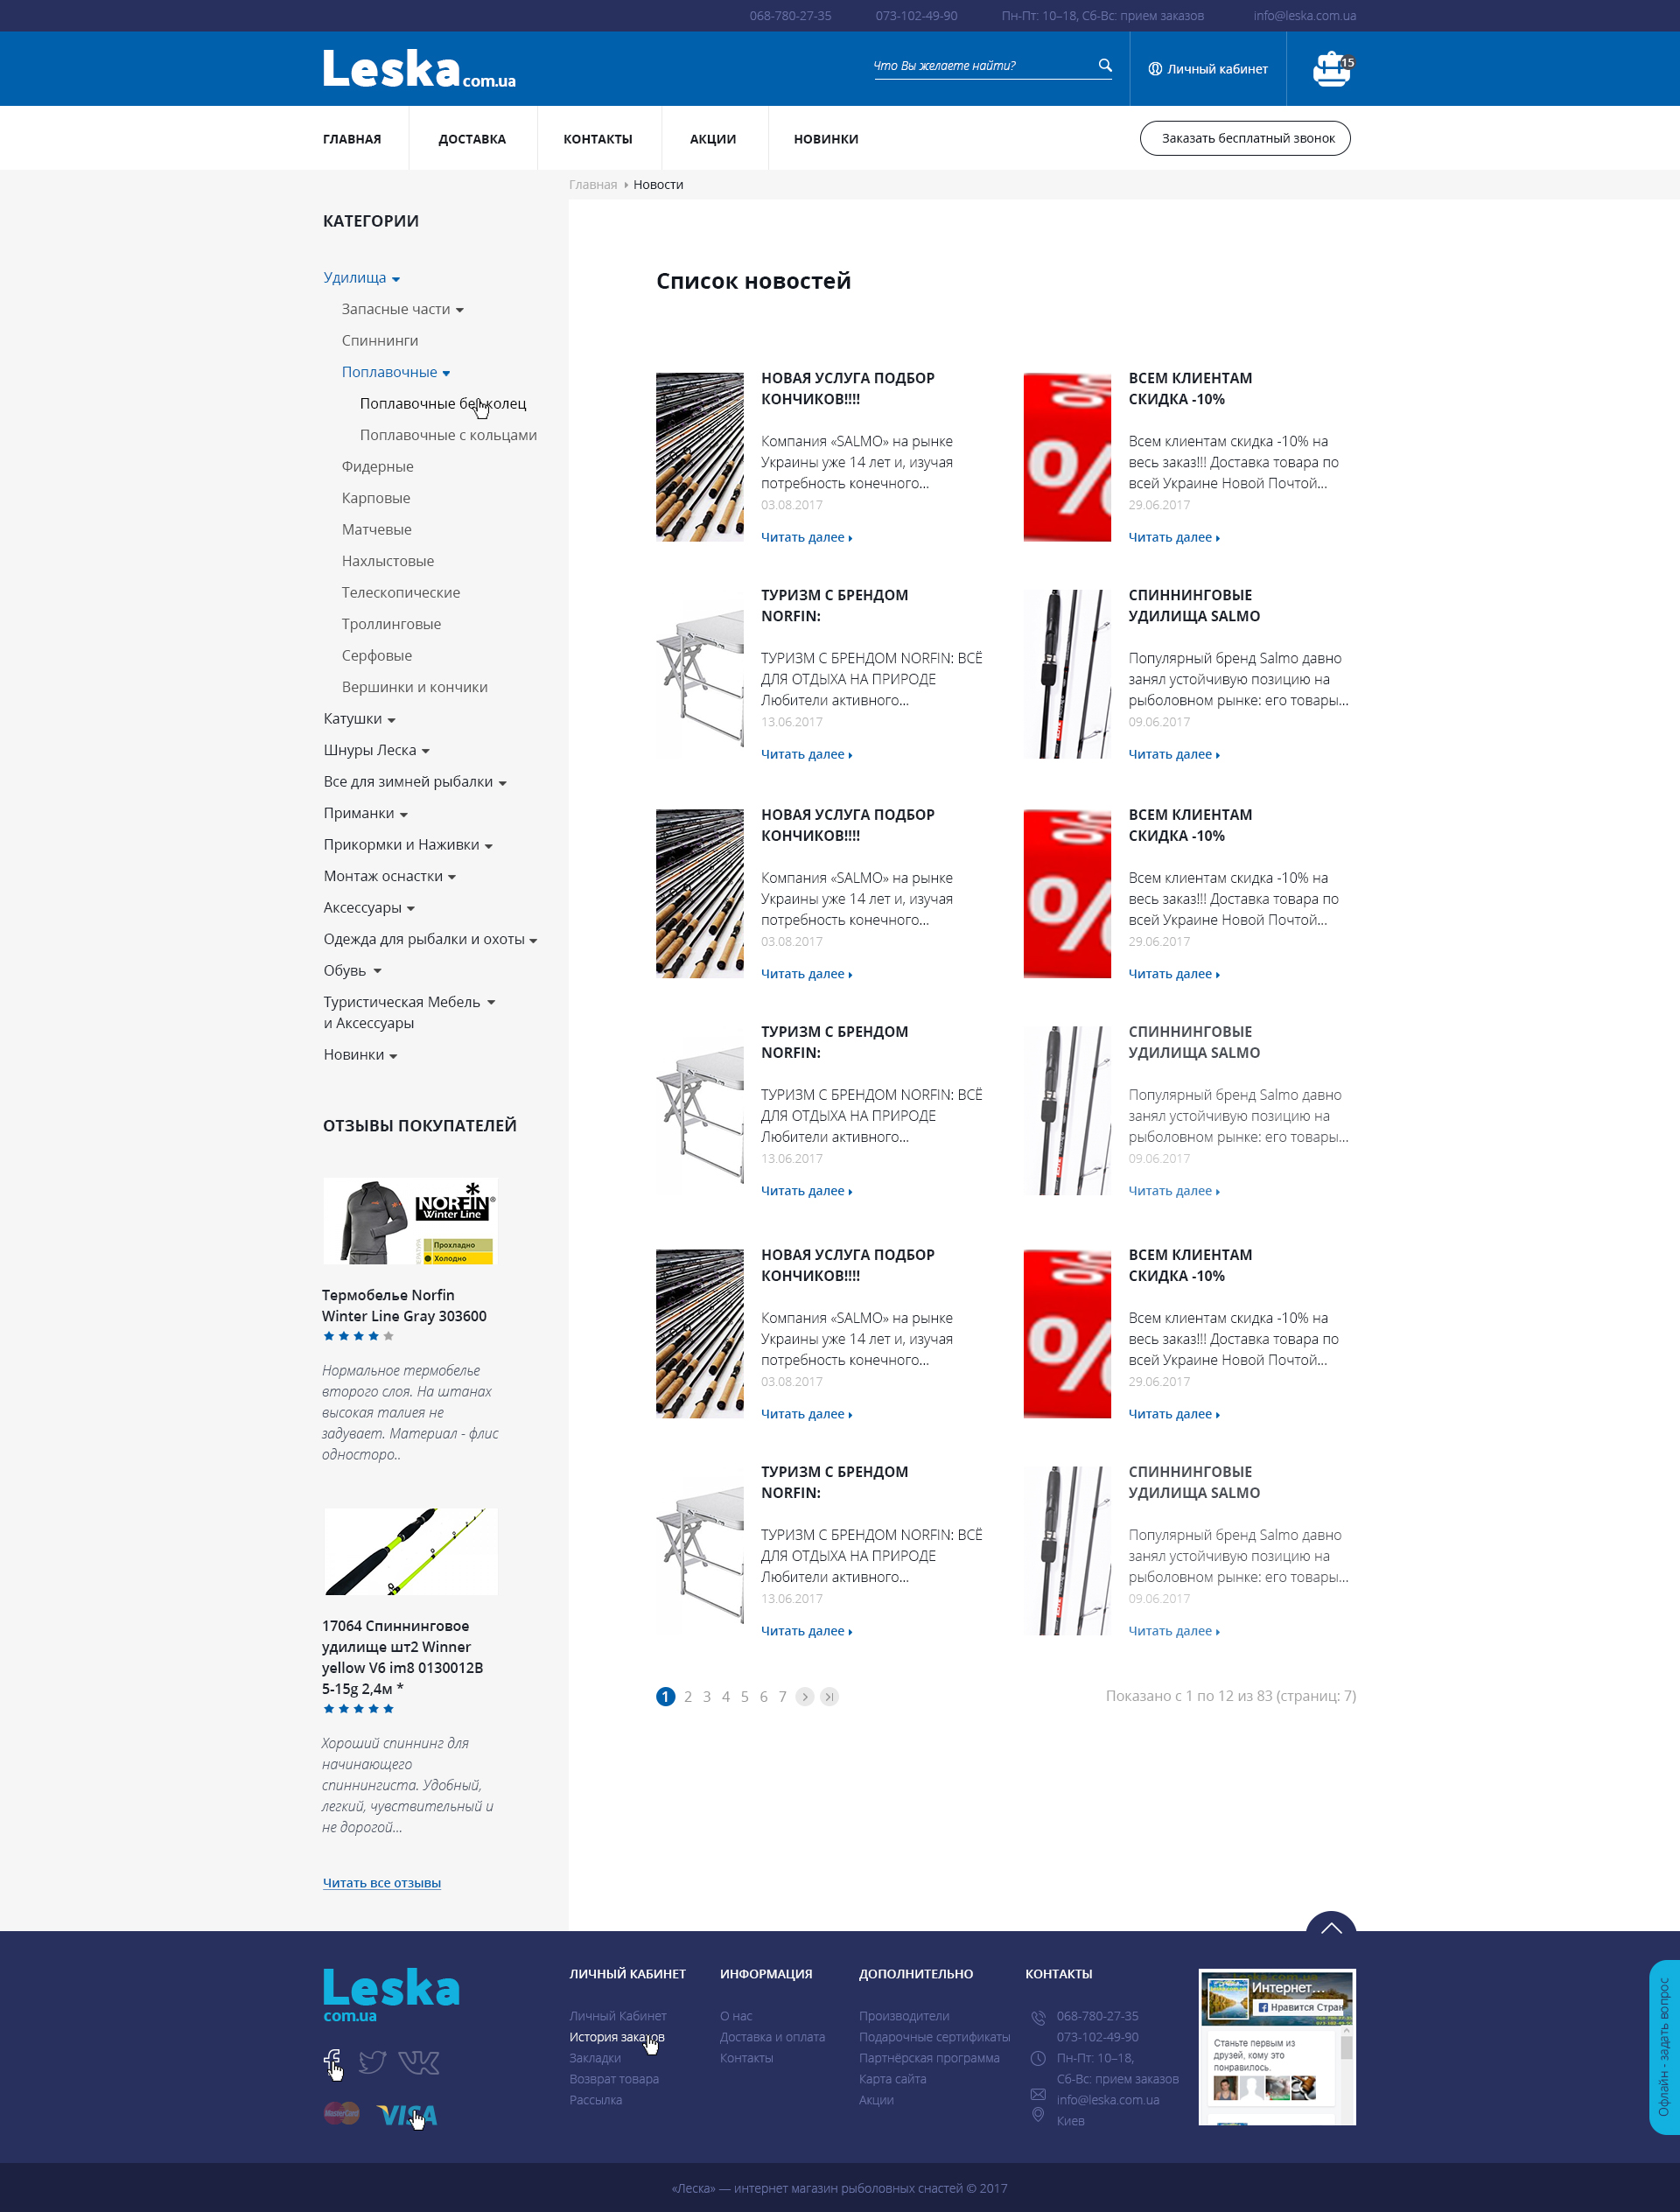 068-780-27-35 073-102-49-90 Пн-Пт: 10–18, Сб-Вс: прием заказов info@leska.com.ua
Leska com.ua
Что Вы желаете найти?
Личный кабинет
15
ГЛАВНАЯ ДОСТАВКА КОНТАКТЫ АКЦИИ НОВИНКИ
Заказать бесплатный звонок
Главная Новости
КАТЕГОРИИ
Удилища
Запасные части
Спиннинги
Поплавочные
Поплавочные колец
Поплавочные с кольцами
Фидерные
Карповые
Матчевые
Нахлыстовые
Телескопические
Троллинговые
Серфовые
Вершинки и кончики
Катушки
Шнуры Леска
Все для зимней рыбалки
Приманки
Прикормки и Наживки
Монтаж оснастки
Аксессуары
Одежда для рыбалки и охоты
Обувь
Туристическая Мебель
и Аксессуары
Новинки
ОТЗЫВЫ ПОКУПАТЕЛЕЙ
NORFIN®
Winter Line
Прохладно
Холодно
Термобелье Norfin
Winter Line Gray 303600
Нормальное термобелье
второго слоя. На штанах
высокая талиея не
задувает. Материал - флис
односторо..
17064 Спиннинговое
удилище шт2 Winner
yellow V6 im8 0130012B
5-15g 2,4м *
Хороший спиннинг для
начинающего
спиннингиста. Удобный,
легкий, чувствительный и
не дорогой...
Читать все отзывы
Список новостей
НОВАЯ УСЛУГА ПОДБОР
КОНЧИКОВ!!!!
Компания «SALMO» на рынке
Украины уже 14 лет и, изучая
потребность конечного...
03.08.2017
Читать далее
%
%
ВСЕМ КЛИЕНТАМ
СКИДКА -10%
Всем клиентам скидка -10% на
весь заказ!!! Доставка товара по
всей Украине Новой Почтой...
29.06.2017
Читать далее
ТУРИЗМ С БРЕНДОМ
NORFIN:
ТУРИЗМ С БРЕНДОМ NORFIN: ВСЁ
ДЛЯ ОТДЫХА НА ПРИРОДЕ
Любители активного...
13.06.2017
Читать далее
СПИННИНГОВЫЕ
УДИЛИЩА SALMO
Популярный бренд Salmo давно
занял устойчивую позицию на
рыболовном рынке: его товары...
09.06.2017
Читать далее
НОВАЯ УСЛУГА ПОДБОР
КОНЧИКОВ!!!!
Компания «SALMO» на рынке
Украины уже 14 лет и, изучая
потребность конечного...
03.08.2017
Читать далее
%
%
ВСЕМ КЛИЕНТАМ
СКИДКА -10%
Всем клиентам скидка -10% на
весь заказ!!! Доставка товара по
всей Украине Новой Почтой...
29.06.2017
Читать далее
ТУРИЗМ С БРЕНДОМ
NORFIN:
ТУРИЗМ С БРЕНДОМ NORFIN: ВСЁ
ДЛЯ ОТДЫХА НА ПРИРОДЕ
Любители активного...
13.06.2017
Читать далее
СПИННИНГОВЫЕ
УДИЛИЩА SALMO
Популярный бренд Salmo давно
занял устойчивую позицию на
рыболовном рынке: его товары...
09.06.2017
Читать далее
НОВАЯ УСЛУГА ПОДБОР
КОНЧИКОВ!!!!
Компания «SALMO» на рынке
Украины уже 14 лет и, изучая
потребность конечного...
03.08.2017
Читать далее
%
%
ВСЕМ КЛИЕНТАМ
СКИДКА -10%
Всем клиентам скидка -10% на
весь заказ!!! Доставка товара по
всей Украине Новой Почтой...
29.06.2017
Читать далее
ТУРИЗМ С БРЕНДОМ
NORFIN:
ТУРИЗМ С БРЕНДОМ NORFIN: ВСЁ
ДЛЯ ОТДЫХА НА ПРИРОДЕ
Любители активного...
13.06.2017
Читать далее
СПИННИНГОВЫЕ
УДИЛИЩА SALMO
Популярный бренд Salmo давно
занял устойчивую позицию на
рыболовном рынке: его товары...
09.06.2017
Читать далее
1 2 3 4 5 6 7
Показано с 1 по 12 из 83 (страниц: 7)
Leska
com.ua
MasterCard VISA
ЛИЧНЫЙ КАБИНЕТ
Личный Кабинет
История заказов
Закладки
Возврат товара
Рассылка
ИНФОРМАЦИЯ
О нас
Доставка и оплата
Контакты
ДОПОЛНИТЕЛЬНО
Производители
Подарочные сертификаты
Партнёрская программа
Карта сайта
Акции
КОНТАКТЫ
068-780-27-35
073-102-49-90
Пн-Пт: 10–18,
Сб-Вс: прием заказов
info@leska.com.ua
Киев
Интернет...
Нравится Стран
Станьте первым из
друзей, кому это
понравилось.
Офлайн - задать вопрос
«Леска» — интернет магазин рыболовных снастей © 2017